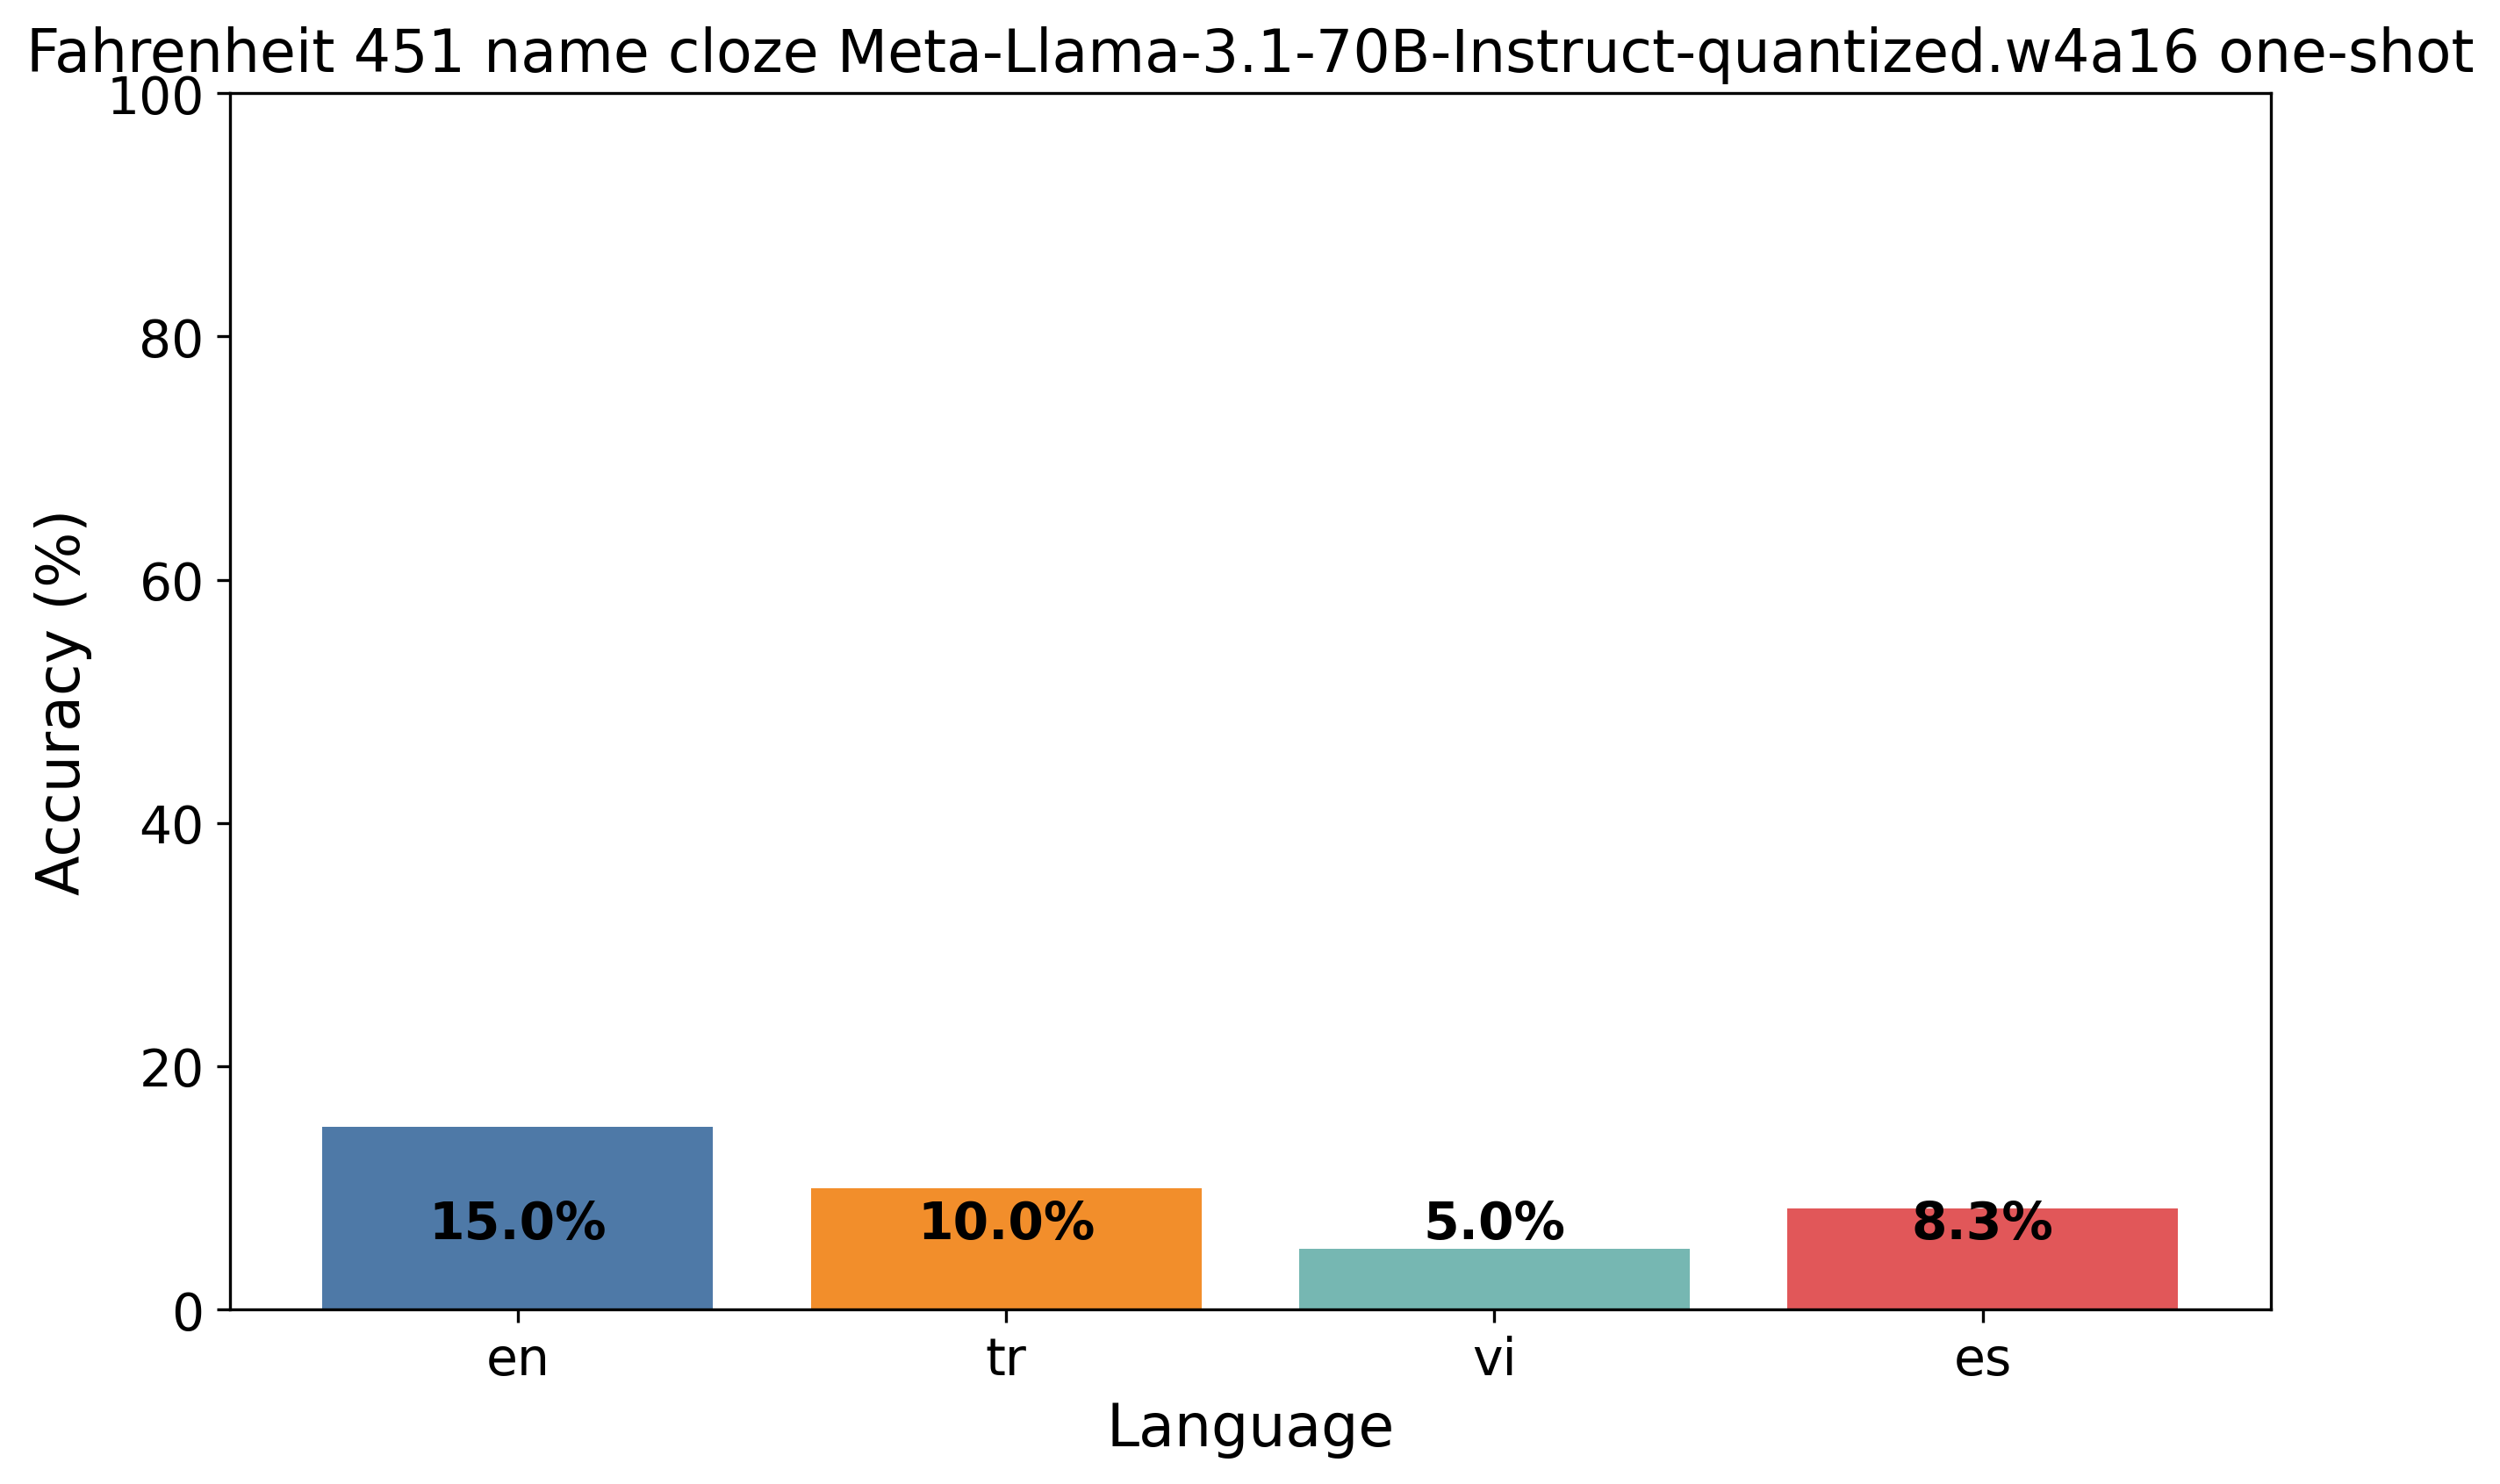 Fahrenheit 451 name cloze Meta-Llama-3.1-70B-Instruct-quantized.w4a16 one-shot
Accuracy (%)
100
80
60
40
20
0
15.0%
10.0%
5.0%
8.3%
en
tr
vi
es
Language